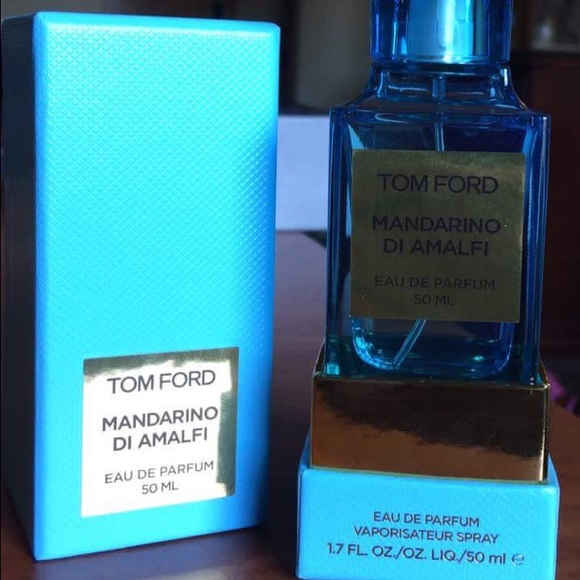 TOM FORD
MANDARINO
DI AMALFI
EAU DE PARFUM
50 ML
TOM FORD
MANDARINO
DI AMALFI
EAU DE PARFUM
50 ML
EAU DE PARFUM
VAPORISATEUR SPRAY
1.7 FL. OZ./OZ. LIQ./50 ml ℮